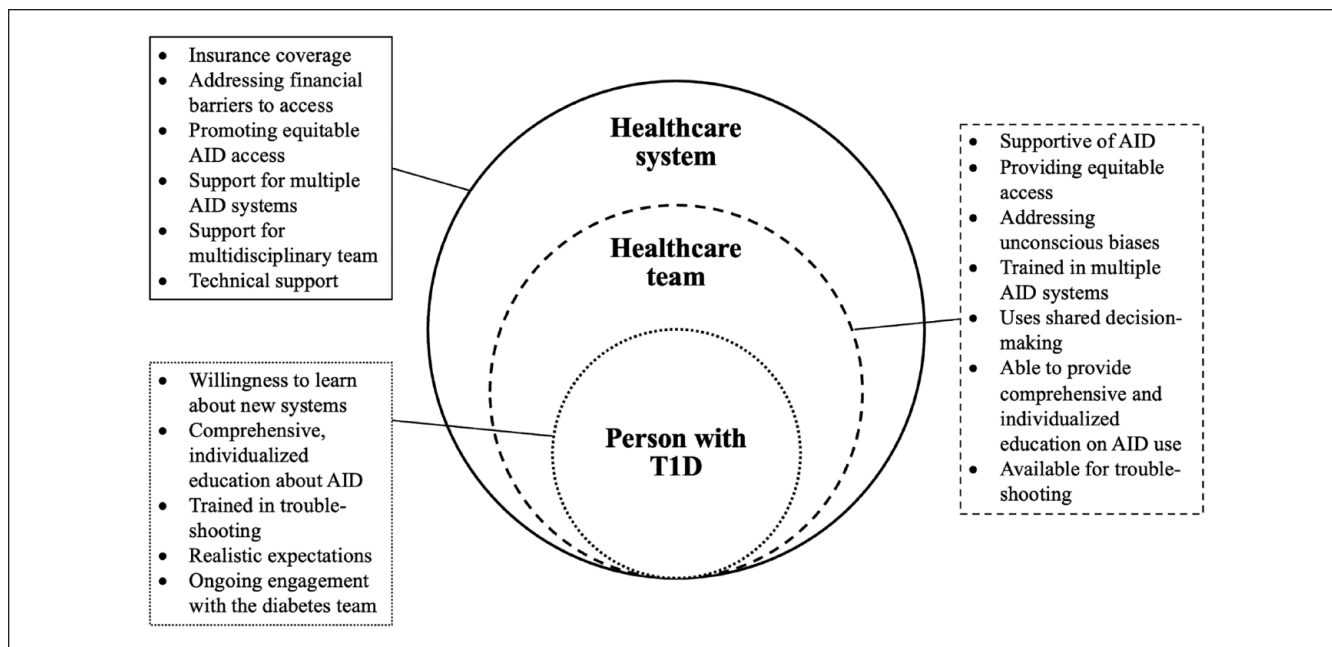 • Insurance coverage
• Addressing financial
barriers to access
• Promoting equitable
AID access
• Support for multiple
AID systems
• Support for
multidisciplinary team
• Technical support
Healthcare
system
Healthcare
team
Person with
T1D
• Supportive of AID
• Providing equitable
access
• Addressing
unconscious biases
• Trained in multiple
AID systems
• Uses shared decision-
making
• Able to provide
comprehensive and
individualized
education on AID use
• Available for trouble-
shooting
• Willingness to learn
about new systems
• Comprehensive,
individualized
education about AID
• Trained in trouble-
shooting
• Realistic expectations
• Ongoing engagement
with the diabetes team